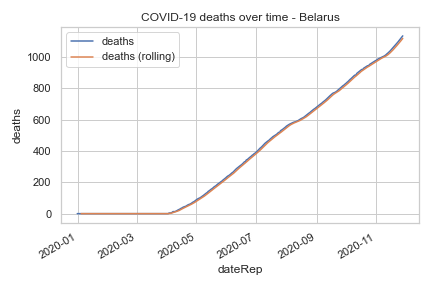 COVID-19 deaths over time - Belarus
deaths
deaths (rolling)
1000
800
600
400
200
0
deaths
2020-01
2020-03
2020-05
2020-07
2020-09
2020-11
dateRep